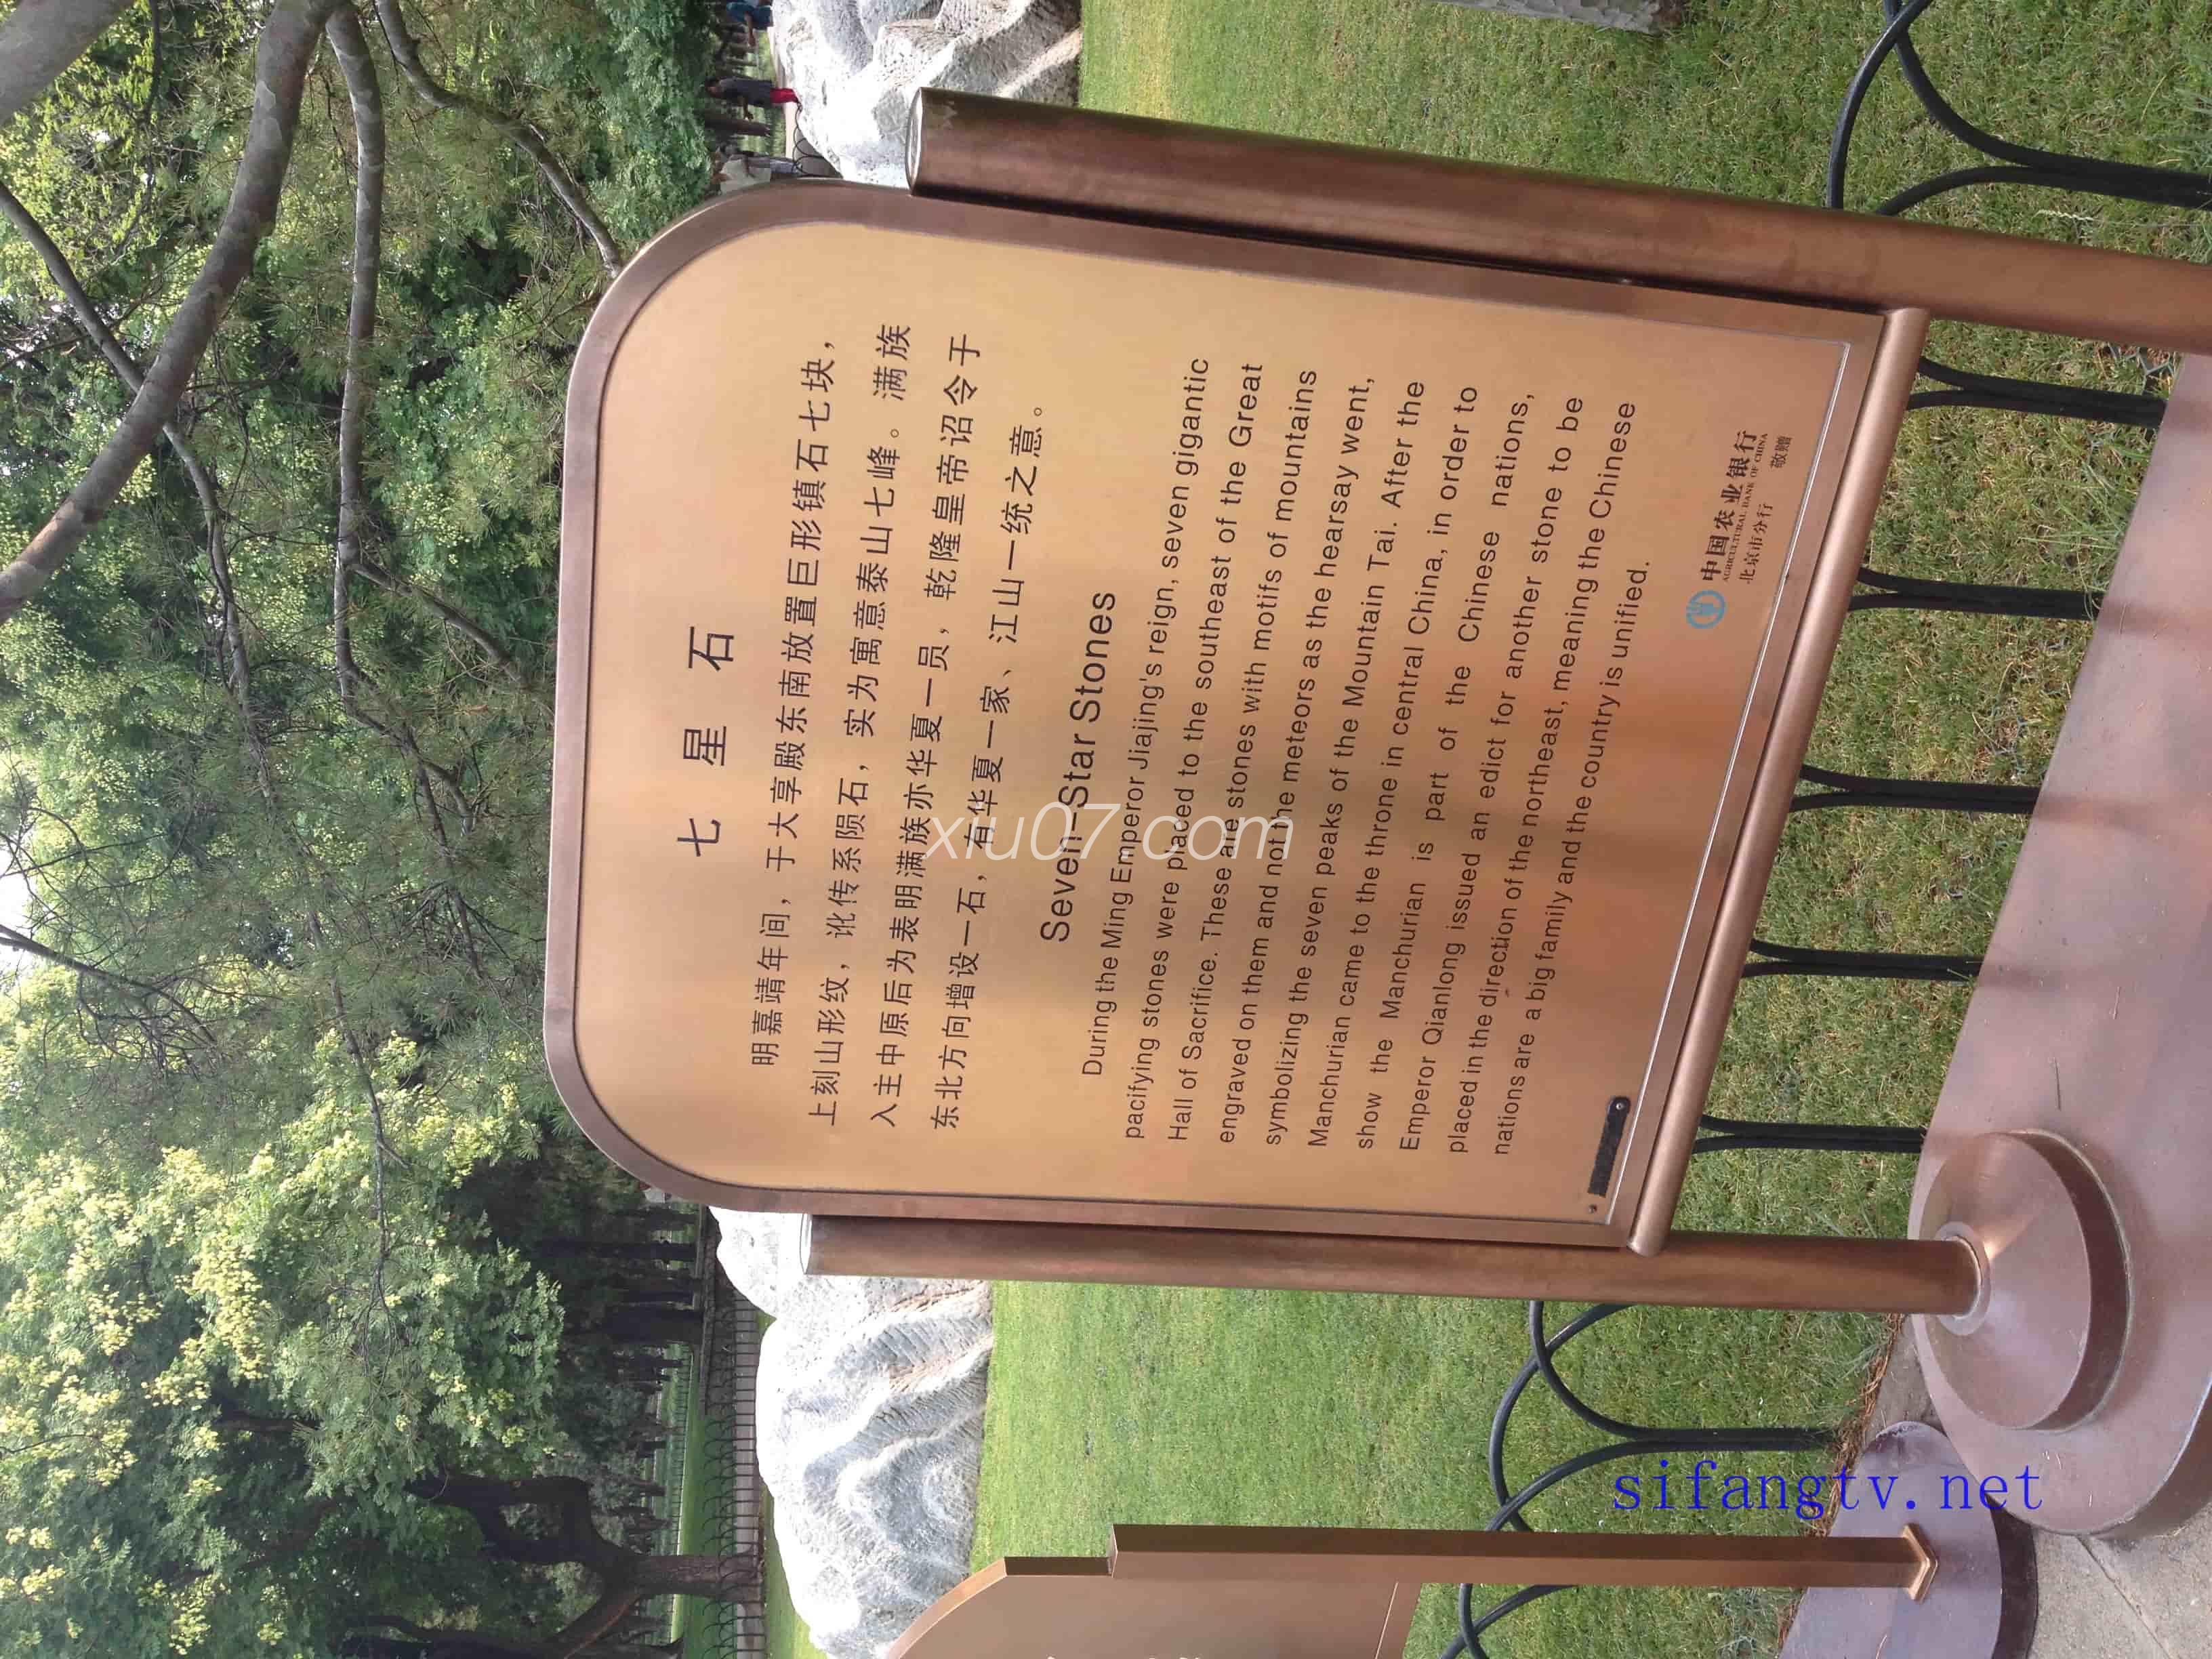 七星石
明嘉靖年间，于大享殿东南放置巨形镇石七块，
上刻山形纹，讹传系陨石，实为寓意泰山七峰。满族
入主中原后为表明满族亦华夏一员，乾隆皇帝诏令于
东北方向增设一石，有华夏一家、江山一统之意。
Seven-Star Stones
During the Ming Emperor Jiajing's reign, seven gigantic
pacifying stones were placed to the southeast of the Great
Hall of Sacrifice. These are stones with motifs of mountains
engraved on them and not the meteors as the hearsay went,
symbolizing the seven peaks of the Mountain Tai. After the
Manchurian came to the throne in central China, in order to
show the Manchurian is part of the Chinese nations,
Emperor Qianlong issued an edict for another stone to be
placed in the direction of the northeast, meaning the Chinese
nations are a big family and the country is unified.
中国农业银行
AGRICULTURAL BANK OF CHINA
北京市分行 敬赠
xiu07.com
sifangtv.net